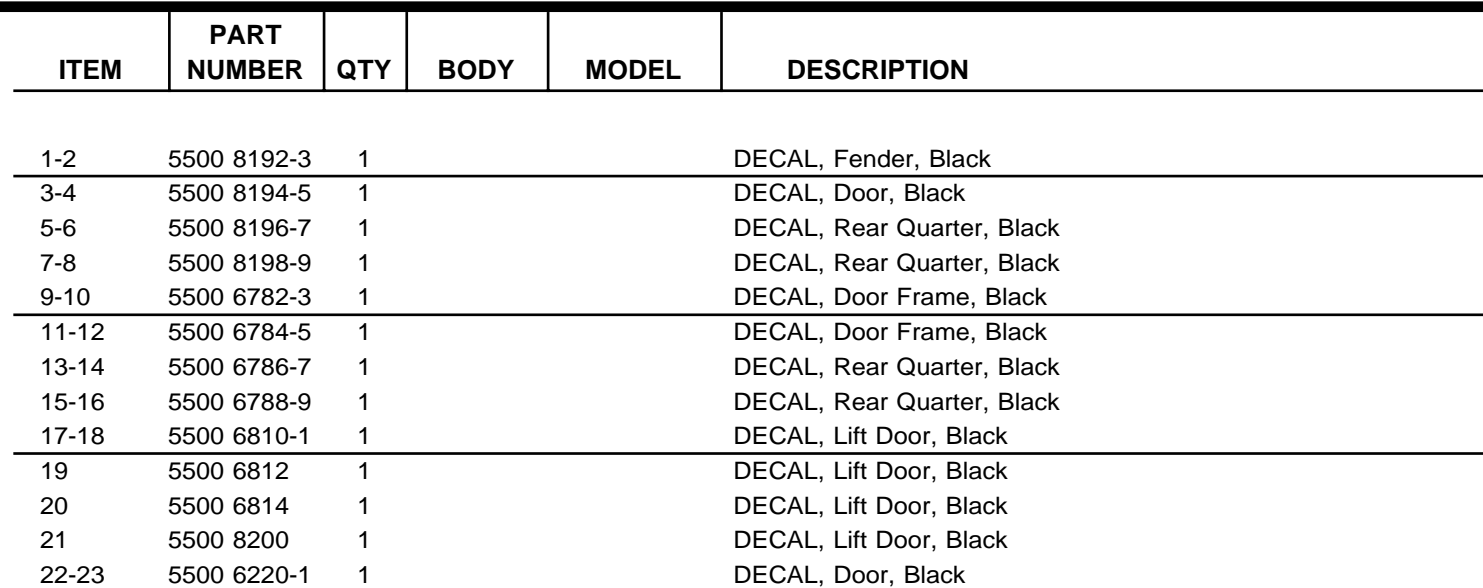 PART
ITEM NUMBER QTY BODY MODEL DESCRIPTION
1-2 5500 8192-3 1 DECAL, Fender, Black
3-4 5500 8194-5 1 DECAL, Door, Black
5-6 5500 8196-7 1 DECAL, Rear Quarter, Black
7-8 5500 8198-9 1 DECAL, Rear Quarter, Black
9-10 5500 6782-3 1 DECAL, Door Frame, Black
11-12 5500 6784-5 1 DECAL, Door Frame, Black
13-14 5500 6786-7 1 DECAL, Rear Quarter, Black
15-16 5500 6788-9 1 DECAL, Rear Quarter, Black
17-18 5500 6810-1 1 DECAL, Lift Door, Black
19 5500 6812 1 DECAL, Lift Door, Black
20 5500 6814 1 DECAL, Lift Door, Black
21 5500 8200 1 DECAL, Lift Door, Black
22-23 5500 6220-1 1 DECAL, Door, Black